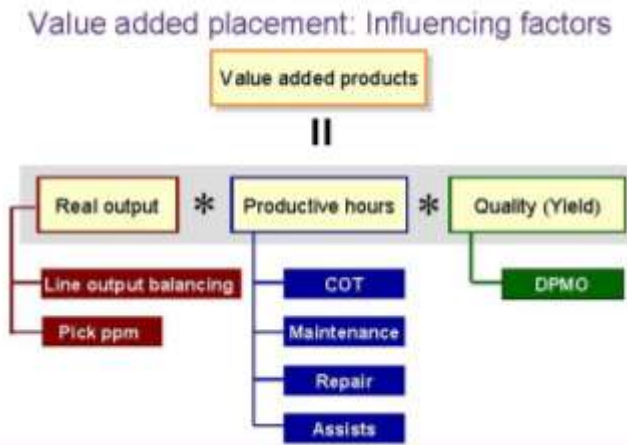 Value added placement: Influencing factors
Value added products
=
Real output * Productive hours * Quality (Yield)
Line output balancing
Pick ppm
COT
Maintenance
Repair
Assists
DPMO